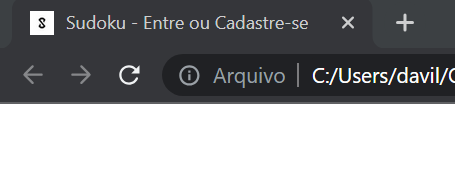 Sudoku - Entre ou Cadastre-se
Arquivo | C:/Users/davil/